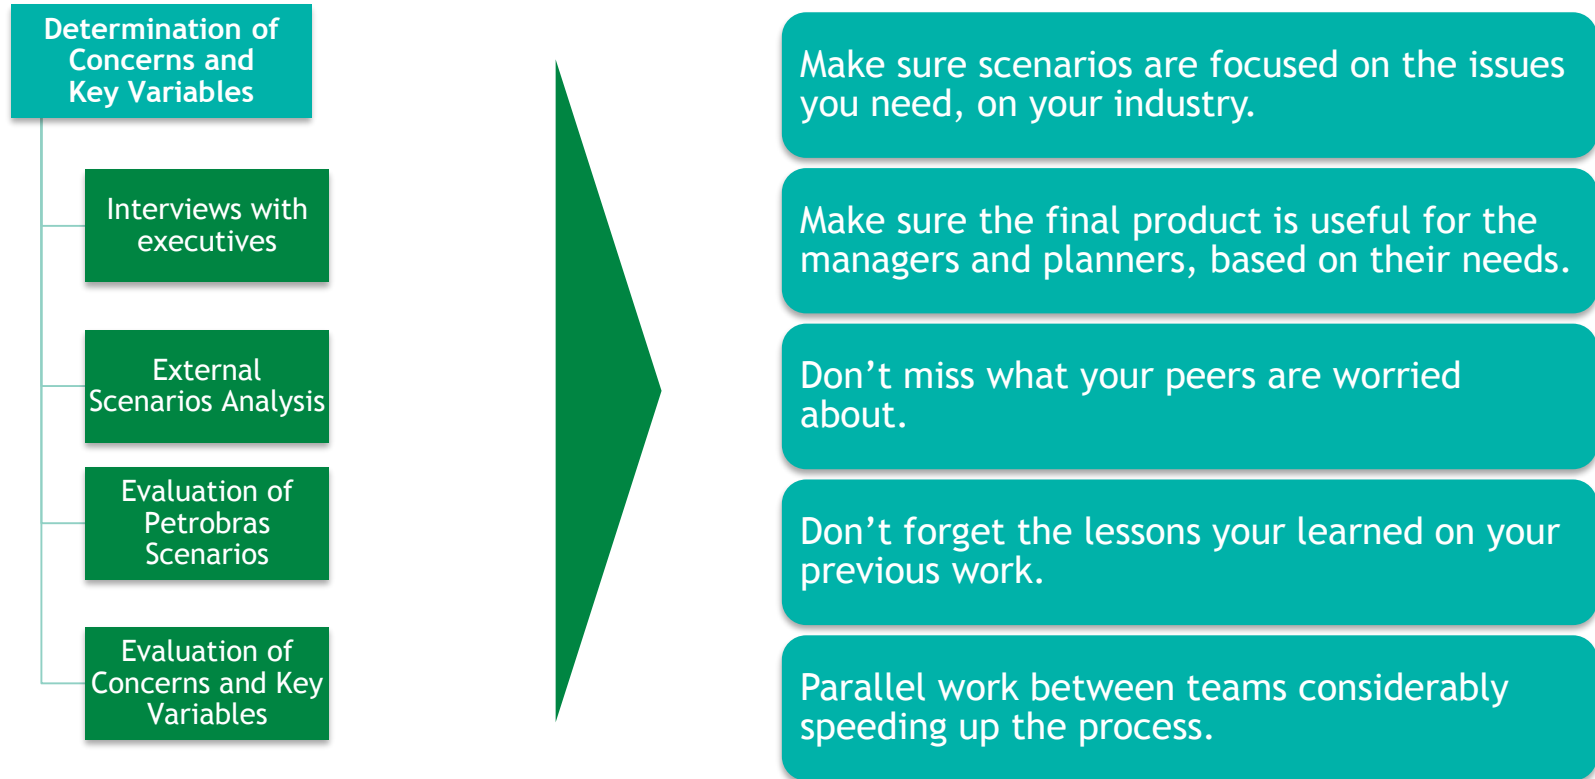 Determination of
Concerns and
Key Variables
Interviews with
executives
External
Scenarios Analysis
Evaluation of
Petrobras
Scenarios
Evaluation of
Concerns and Key
Variables
Make sure scenarios are focused on the issues
you need, on your industry.
Make sure the final product is useful for the
managers and planners, based on their needs.
Don’t miss what your peers are worried
about.
Don’t forget the lessons your learned on your
previous work.
Parallel work between teams considerably
speeding up the process.